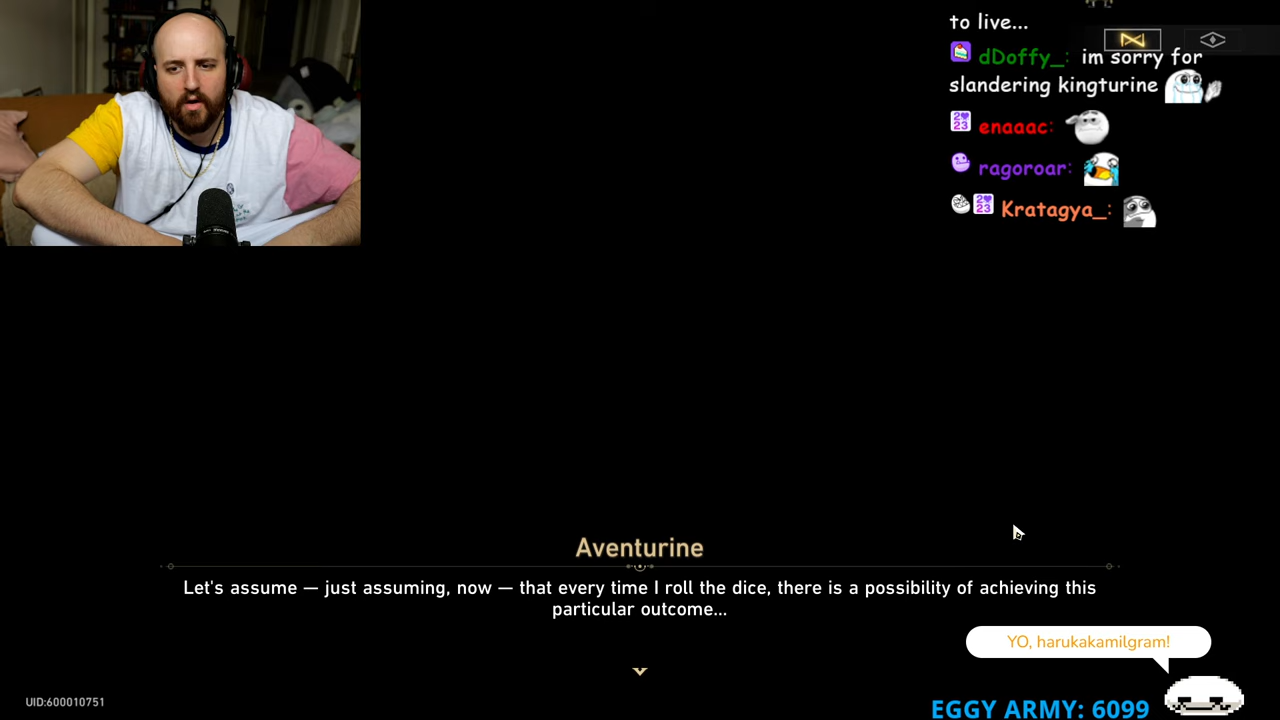 to live...
dDoffy_: im sorry for
slandering kingturine
2023 enaaac:
ragoroar:
2023 Kratagya_:
Aventurine
Let's assume — just assuming, now — that every time I roll the dice, there is a possibility of achieving this
particular outcome...
YO, harukakamilgram!
UID:600010751
EGGY ARMY: 6099